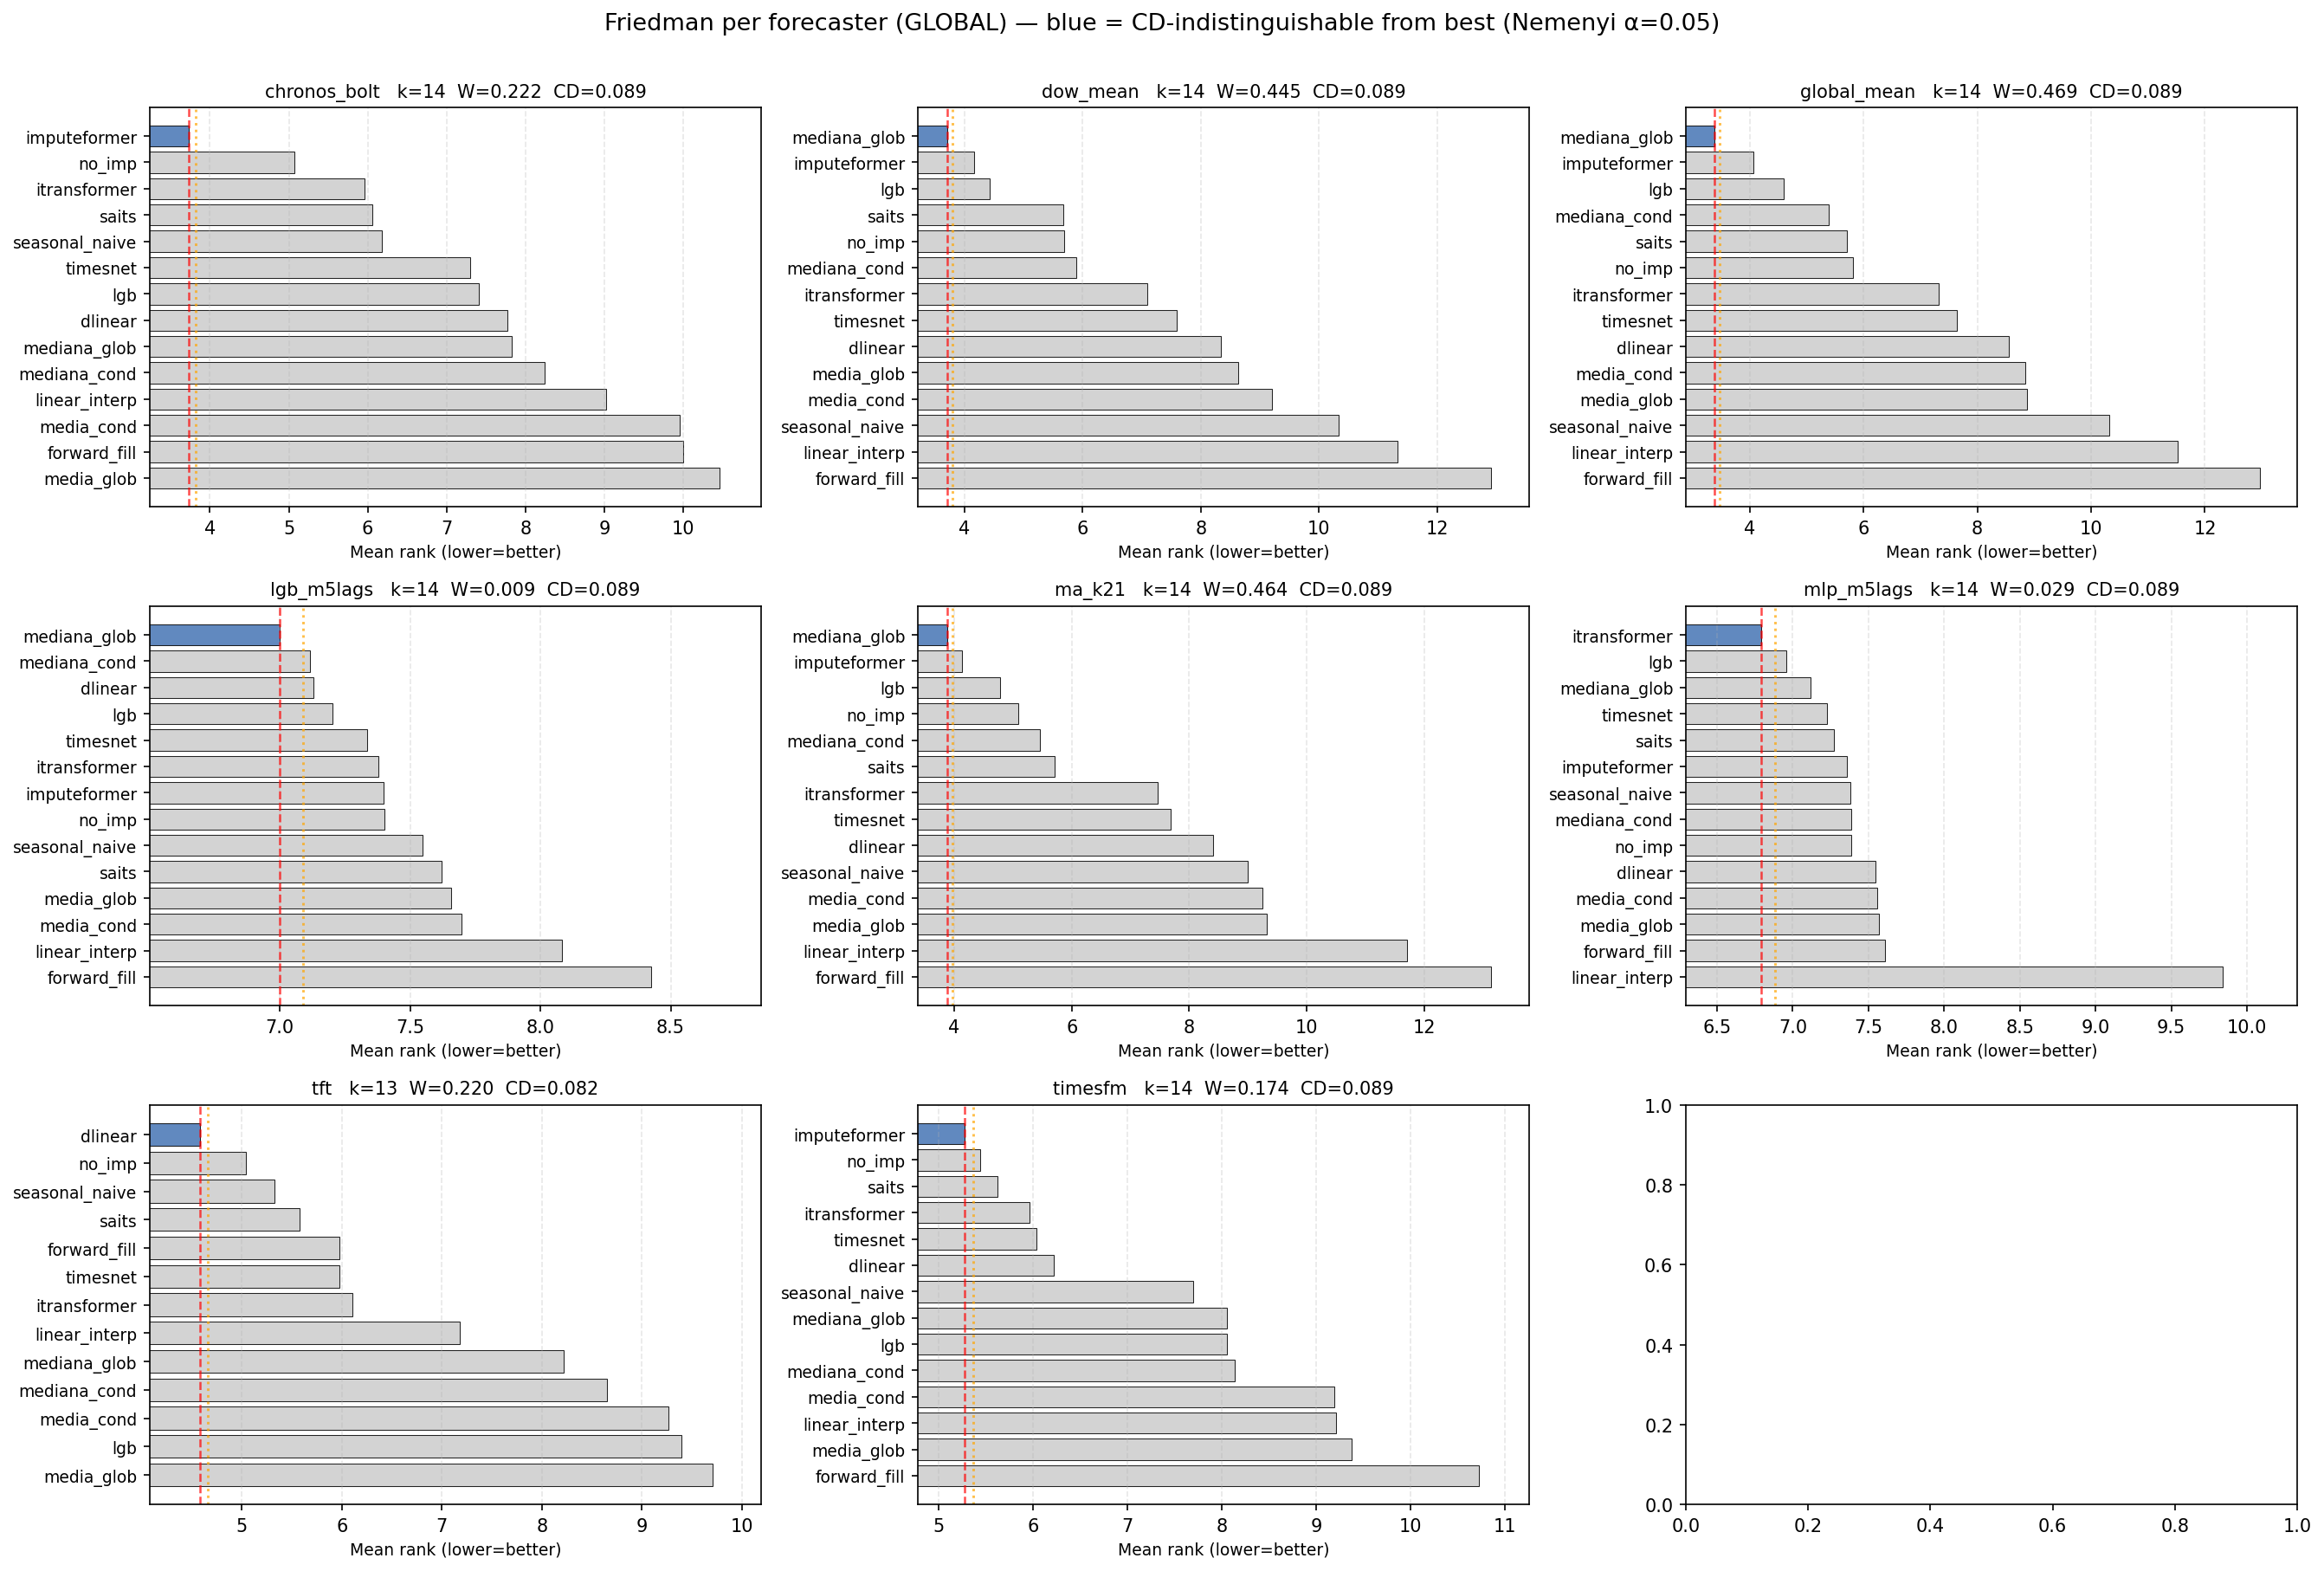 Friedman per forecaster (GLOBAL) — blue = CD-indistinguishable from best (Nemenyi α=0.05)
chronos_bolt   k=14  W=0.222  CD=0.089
imputeformer
no_imp
itransformer
saits
seasonal_naive
timesnet
lgb
dlinear
mediana_glob
mediana_cond
linear_interp
media_cond
forward_fill
media_glob
4 5 6 7 8 9 10
Mean rank (lower=better)
dow_mean   k=14  W=0.445  CD=0.089
mediana_glob
imputeformer
lgb
saits
no_imp
mediana_cond
itransformer
timesnet
dlinear
media_glob
media_cond
seasonal_naive
linear_interp
forward_fill
4 6 8 10 12
Mean rank (lower=better)
global_mean   k=14  W=0.469  CD=0.089
mediana_glob
imputeformer
lgb
mediana_cond
saits
no_imp
itransformer
timesnet
dlinear
media_cond
media_glob
seasonal_naive
linear_interp
forward_fill
4 6 8 10 12
Mean rank (lower=better)
lgb_m5lags   k=14  W=0.009  CD=0.089
mediana_glob
mediana_cond
dlinear
lgb
timesnet
itransformer
imputeformer
no_imp
seasonal_naive
saits
media_glob
media_cond
linear_interp
forward_fill
7.0 7.5 8.0 8.5
Mean rank (lower=better)
ma_k21   k=14  W=0.464  CD=0.089
mediana_glob
imputeformer
lgb
no_imp
mediana_cond
saits
itransformer
timesnet
dlinear
seasonal_naive
media_cond
media_glob
linear_interp
forward_fill
4 6 8 10 12
Mean rank (lower=better)
mlp_m5lags   k=14  W=0.029  CD=0.089
itransformer
lgb
mediana_glob
timesnet
saits
imputeformer
seasonal_naive
mediana_cond
no_imp
dlinear
media_cond
media_glob
forward_fill
linear_interp
6.5 7.0 7.5 8.0 8.5 9.0 9.5 10.0
Mean rank (lower=better)
tft   k=13  W=0.220  CD=0.082
dlinear
no_imp
seasonal_naive
saits
forward_fill
timesnet
itransformer
linear_interp
mediana_glob
mediana_cond
media_cond
lgb
media_glob
5 6 7 8 9 10
Mean rank (lower=better)
timesfm   k=14  W=0.174  CD=0.089
imputeformer
no_imp
saits
itransformer
timesnet
dlinear
seasonal_naive
mediana_glob
lgb
mediana_cond
media_cond
linear_interp
media_glob
forward_fill
5 6 7 8 9 10 11
Mean rank (lower=better)
1.0
0.8
0.6
0.4
0.2
0.0
0.0 0.2 0.4 0.6 0.8 1.0